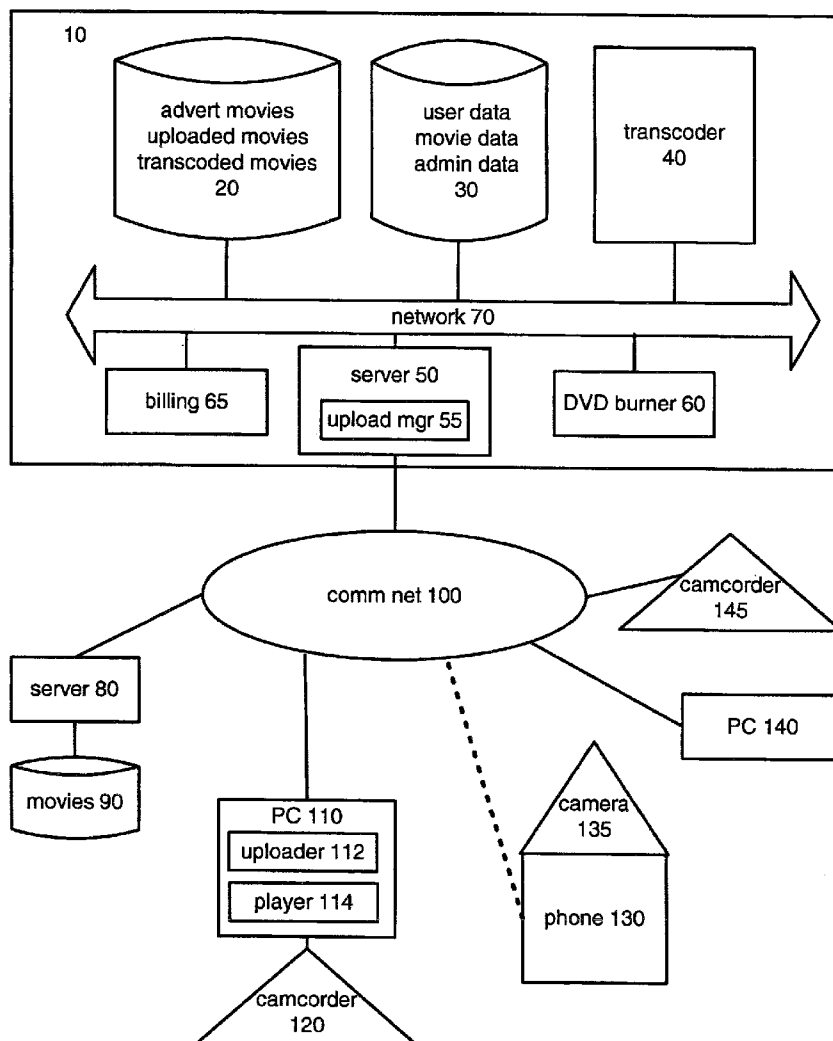 10
advert movies
uploaded movies
transcoded movies
20
user data
movie data
admin data
30
transcoder
40
network 70
billing 65
server 50
upload mgr 55
DVD burner 60
comm net 100
camcorder
145
server 80
PC 140
movies 90
camera
135
PC 110
uploader 112
player 114
phone 130
camcorder
120